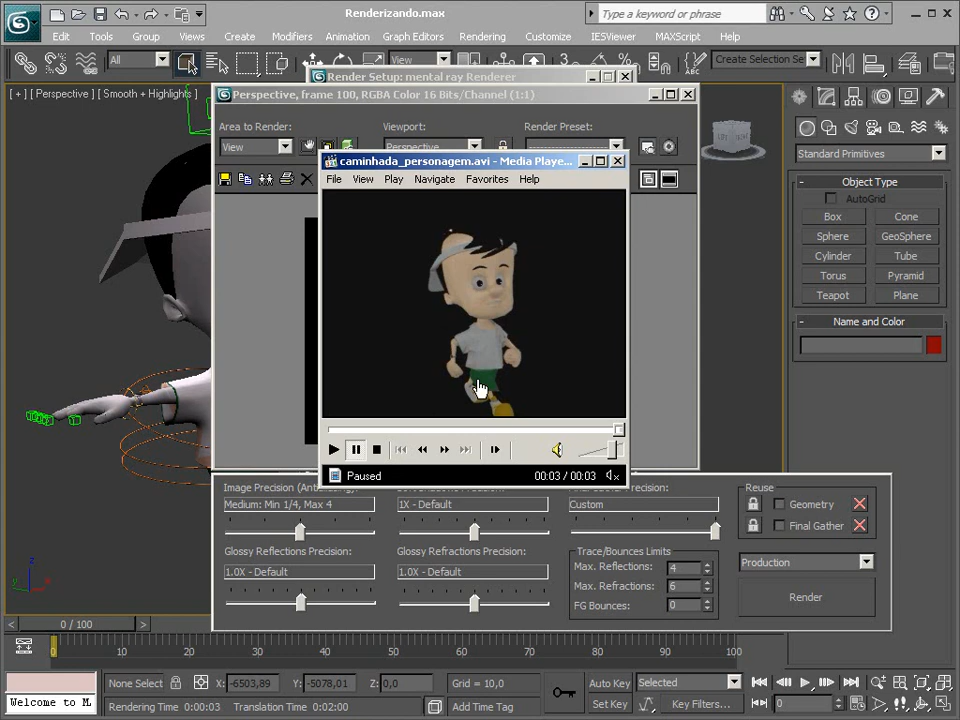 Renderizando.max
Type a keyword or phrase
Edit Tools Group Views Create Modifiers Animation Graph Editors Rendering Customize IESViewer MAXScript Help
All
View
Create Selection Se
Render Setup: mental ray Renderer
[ + ] [ Perspective ] [ Smooth + Highlights ]
Perspective, frame 100, RGBA Color 16 Bits/Channel (1:1)
Area to Render: Viewport: Render Preset:
View
Perspective
caminhada_personagem.avi - Media Playe...
File View Play Navigate Favorites Help
Standard Primitives
Object Type
AutoGrid
Box Cone
Sphere GeoSphere
Cylinder Tube
Torus Pyramid
Teapot Plane
Name and Color
Paused
00:03 / 00:03
Image Precision (Antialiasing):
Medium: Min 1/4, Max 4
1X - Default
Precision:
Custom
Glossy Reflections Precision:
1.0X - Default
Glossy Refractions Precision:
1.0X - Default
Trace/Bounces Limits
Max. Reflections: 4
Max. Refractions: 6
FG Bounces: 0
Reuse
Geometry
Final Gather
Production
Render
z
y
x
0 / 100
0 10 20 30 40 50 60 70 80 90 100
None Select
X: -6503,89
Y: -5078,01
Z: 0,0
Grid = 10,0
Auto Key
Selected
Welcome to M.
Rendering Time 0:00:03
Translation Time 0:02:00
Add Time Tag
Set Key
Key Filters...
0